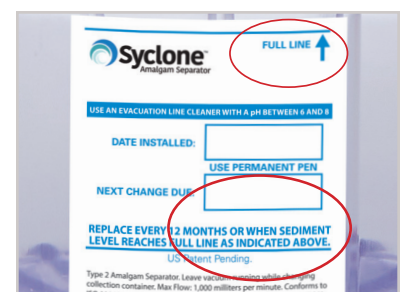 FULL LINE
Syclone™
Amalgam Separator
USE AN EVACUATION LINE CLEANER WITH A pH BETWEEN 6 AND 8
DATE INSTALLED:
USE PERMANENT PEN
NEXT CHANGE DUE:
REPLACE EVERY 12 MONTHS OR WHEN SEDIMENT
LEVEL REACHES FULL LINE AS INDICATED ABOVE.
US Patent Pending.
Type 2 Amalgam Separator. Leave vacuum running while changing
collection container. Max Flow: 1,000 milliters per minute. Conforms to